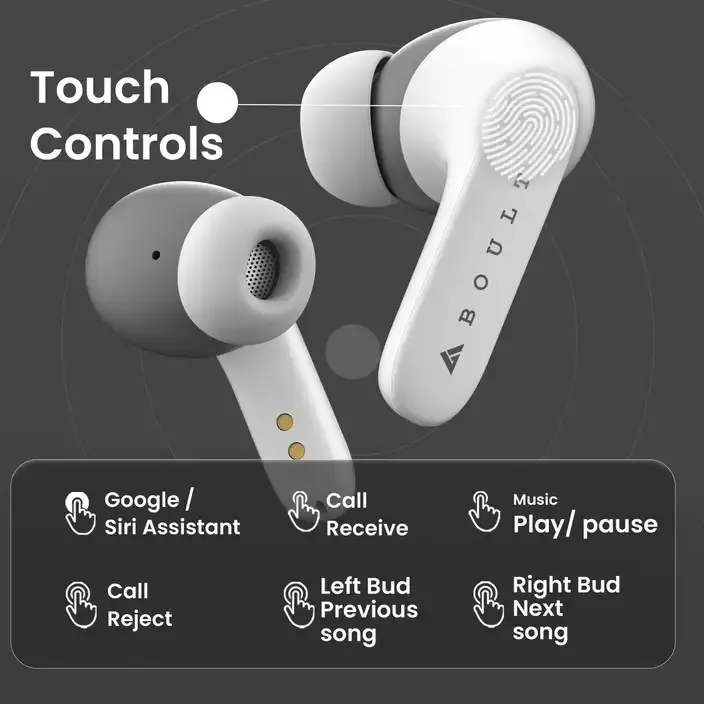 Touch
Controls
BOULT
Google /
Siri Assistant
Call
Receive
Music
Play/ pause
Call
Reject
Left Bud
Previous
song
Right Bud
Next
song